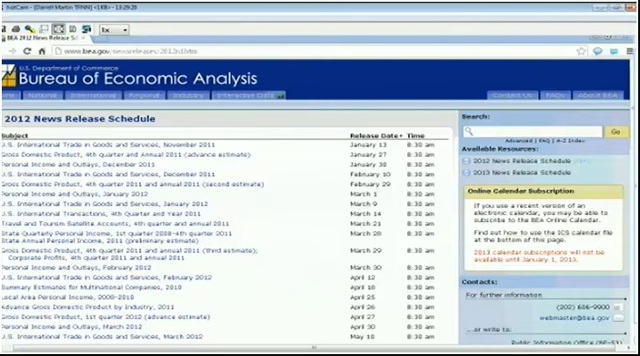 HotCam - [Darrell Martin TFNN] <1KB> - 13:29:26
1x
BEA 2012 News Release Sc
www.bea.gov/newsreleases/2012rd.htm
U.S. Department of Commerce
Bureau of Economic Analysis
National International Regional Industry Interactive Data
Contact Us FAQs About BEA
2012 News Release Schedule
Subject Release Date Time
U.S. International Trade in Goods and Services, November 2011 January 13 8:30 am
Gross Domestic Product, 4th quarter and Annual 2011 (advance estimate) January 27 8:30 am
Personal Income and Outlays, December 2011 January 30 8:30 am
U.S. International Trade in Goods and Services, December 2011 February 10 8:30 am
Gross Domestic Product, 4th quarter 2011 and annual 2011 (second estimate) February 29 8:30 am
Personal Income and Outlays, January 2012 March 1 8:30 am
U.S. International Trade in Goods and Services, January 2012 March 9 8:30 am
U.S. International Transactions, 4th Quarter and Year 2011 March 14 8:30 am
Travel and Tourism Satellite Accounts, 4th quarter and annual 2011 March 21 8:30 am
State Quarterly Personal Income, 1st quarter 2008-4th quarter 2011 March 28 8:30 am
State Annual Personal Income, 2011 (preliminary estimate)
Gross Domestic Product, 4th quarter 2011 and annual 2011 (third estimate); March 29 8:30 am
Corporate Profits, 4th quarter and annual 2011
Personal Income and Outlays, February 2012 March 30 8:30 am
U.S. International Trade in Goods and Services, February 2012 April 12 8:30 am
Summary Estimates for Multinational Companies, 2010 April 18 8:30 am
Local Area Personal Income, 2008-2010 April 25 8:30 am
Advance Gross Domestic Product by Industry, 2011 April 26 8:30 am
Gross Domestic Product, 1st quarter 2012 (advance estimate) April 27 8:30 am
Personal Income and Outlays, March 2012 April 30 8:30 am
U.S. International Trade in Goods and Services, March 2012 May 10 8:30 am
Search:
Go
Advanced | FAQ | A-Z Index
Available Resources:
2012 News Release Schedule
2013 News Release Schedule
Online Calendar Subscription
If you use a recent version of an
electronic calendar, you may be able to
subscribe to the BEA Online Calendar.
Find out how to use the ICS calendar file
at the bottom of this page.
2013 calendar subscriptions will not be
available until January 1, 2013.
Contacts:
For further information
(202) 606-9900
webmaster@bea.gov
...or write to:
Public Information Office (BE-53)